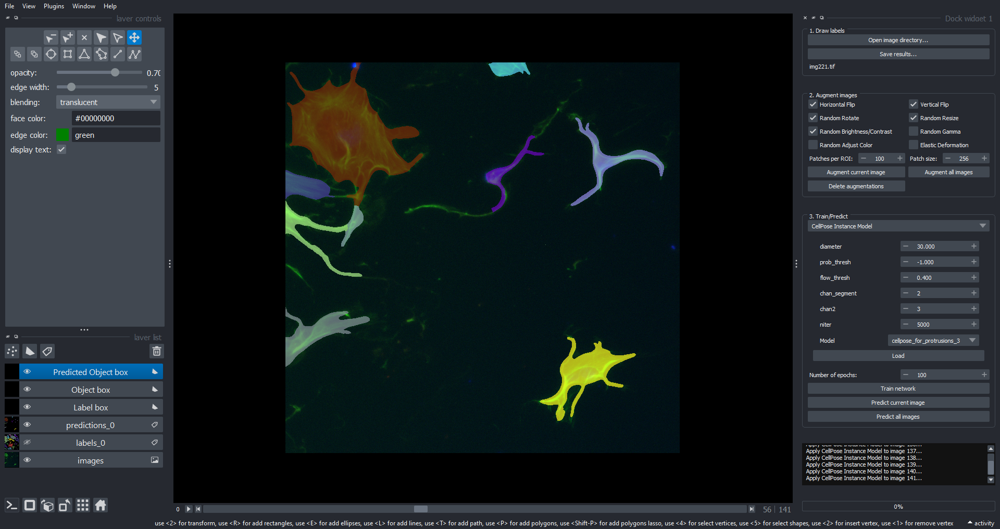 File View Plugins Window Help
layer controls
opacity: 0.70
edge width: 5
blending: translucent
face color: #00000000
edge color: green
display text:
layer list
Predicted Object box
Object box
Label box
predictions_0
labels_0
images
0 56 141
use <2> for transform, use <R> for add rectangles, use <E> for add ellipses, use <L> for add lines, use <T> for add path, use <P> for add polygons, use <Shift-P> for add polygons lasso, use <4> for select vertices, use <5> for select shapes, use <2> for insert vertex, use <1> for remove vertex
activity
Dock widget 1
1. Draw labels
Open image directory...
Save results...
img221.tif
2. Augment images
Horizontal Flip Vertical Flip
Random Rotate Random Resize
Random Brightness/Contrast Random Gamma
Random Adjust Color Elastic Deformation
Patches per ROI: 100 Patch size: 256
Augment current image Augment all images
Delete augmentations
3. Train/Predict
CellPose Instance Model
diameter 30.000
prob_thresh -1.000
flow_thresh 0.400
chan_segment 2
chan2 3
niter 5000
Model cellpose_for_protrusions_3
Load
Number of epochs: 100
Train network
Predict current image
Predict all images
Apply CellPose Instance Model to image 136...
Apply CellPose Instance Model to image 137...
Apply CellPose Instance Model to image 138...
Apply CellPose Instance Model to image 139...
Apply CellPose Instance Model to image 140...
Apply CellPose Instance Model to image 141...
0%